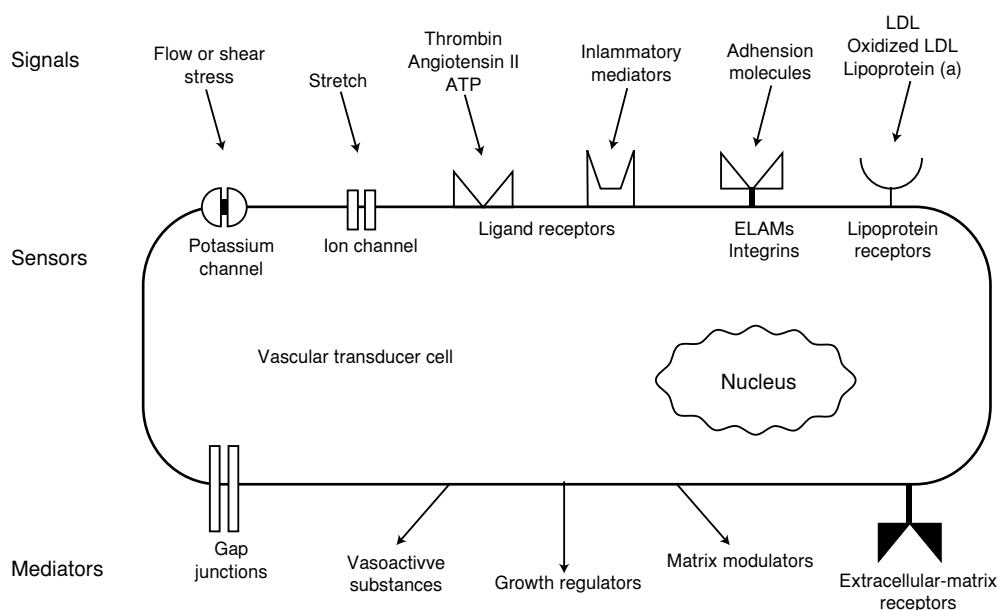 Signals
Flow or shear
stress
Stretch
Thrombin
Angiotensin II
ATP
Inlammatory
mediators
Adhension
molecules
LDL
Oxidized LDL
Lipoprotein (a)
Sensors
Potassium
channel
Ion channel
Ligand receptors
ELAMs
Integrins
Lipoprotein
receptors
Vascular transducer cell
Nucleus
Mediators
Gap
junctions
Vasoactivve
substances
Growth regulators
Matrix modulators
Extracellular-matrix
receptors